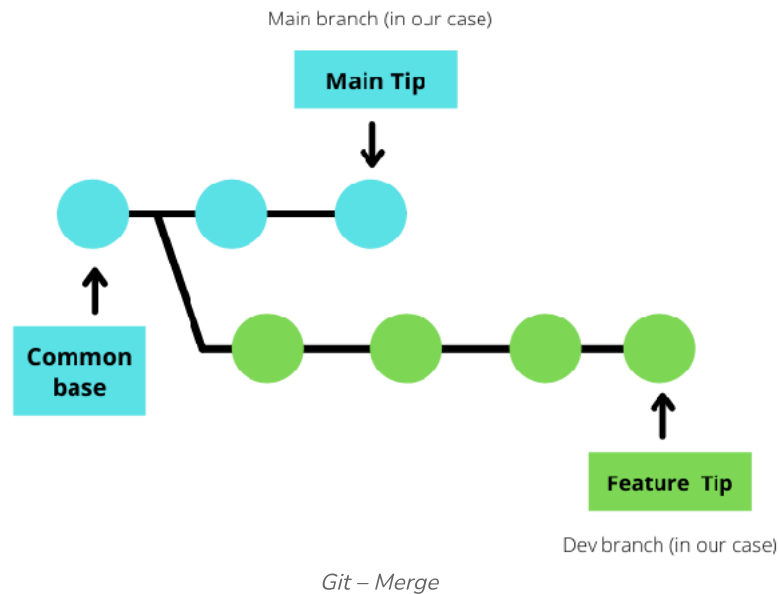 Main branch (in our case)
Main Tip
Common
base
Feature Tip
Dev branch (in our case)
Git – Merge